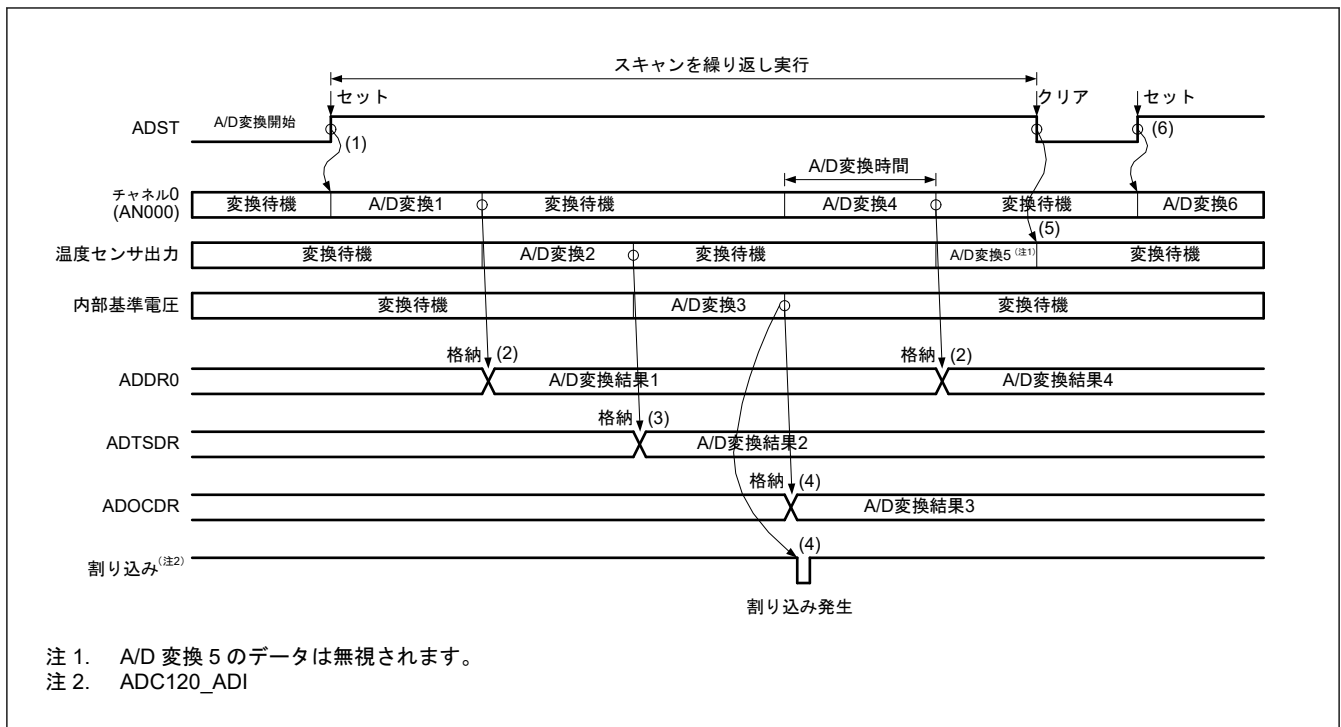 スキャンを繰り返し実行
セット
クリア
セット
ADST
A/D変換開始
(1)
(6)
A/D変換時間
チャネル0
(AN000)
変換待機
A/D変換1
変換待機
A/D変換4
変換待機
A/D変換6
(5)
温度センサ出力
変換待機
A/D変換2
変換待機
A/D変換5(注1)
変換待機
内部基準電圧
変換待機
A/D変換3
変換待機
格納
(2)
格納
(2)
ADDR0
A/D変換結果1
A/D変換結果4
格納
(3)
ADTSDR
A/D変換結果2
格納
(4)
ADOCDR
A/D変換結果3
(4)
割り込み(注2)
割り込み発生
注 1. A/D 変換 5 のデータは無視されます。
注 2. ADC120_ADI